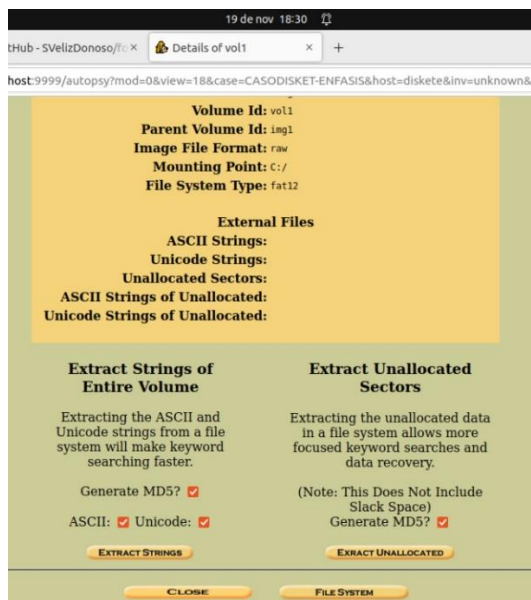 19 de nov 18:30
tHub - SVelizDonoso/fo × Details of vol1 × +
host:9999/autopsy?mod=0&view=18&case=CASODISKET-ENFASIS&host=diskete&inv=unknown&
Volume Id: vol1
Parent Volume Id: img1
Image File Format: raw
Mounting Point: C:/
File System Type: fat12
External Files
ASCII Strings:
Unicode Strings:
Unallocated Sectors:
ASCII Strings of Unallocated:
Unicode Strings of Unallocated:
Extract Strings of
Entire Volume
Extracting the ASCII and
Unicode strings from a file
system will make keyword
searching faster.
Generate MD5?
ASCII: Unicode:
EXTRACT STRINGS
Extract Unallocated
Sectors
Extracting the unallocated data
in a file system allows more
focused keyword searches and
data recovery.
(Note: This Does Not Include
Slack Space)
Generate MD5?
EXRACT UNALLOCATED
CLOSE FILE SYSTEM